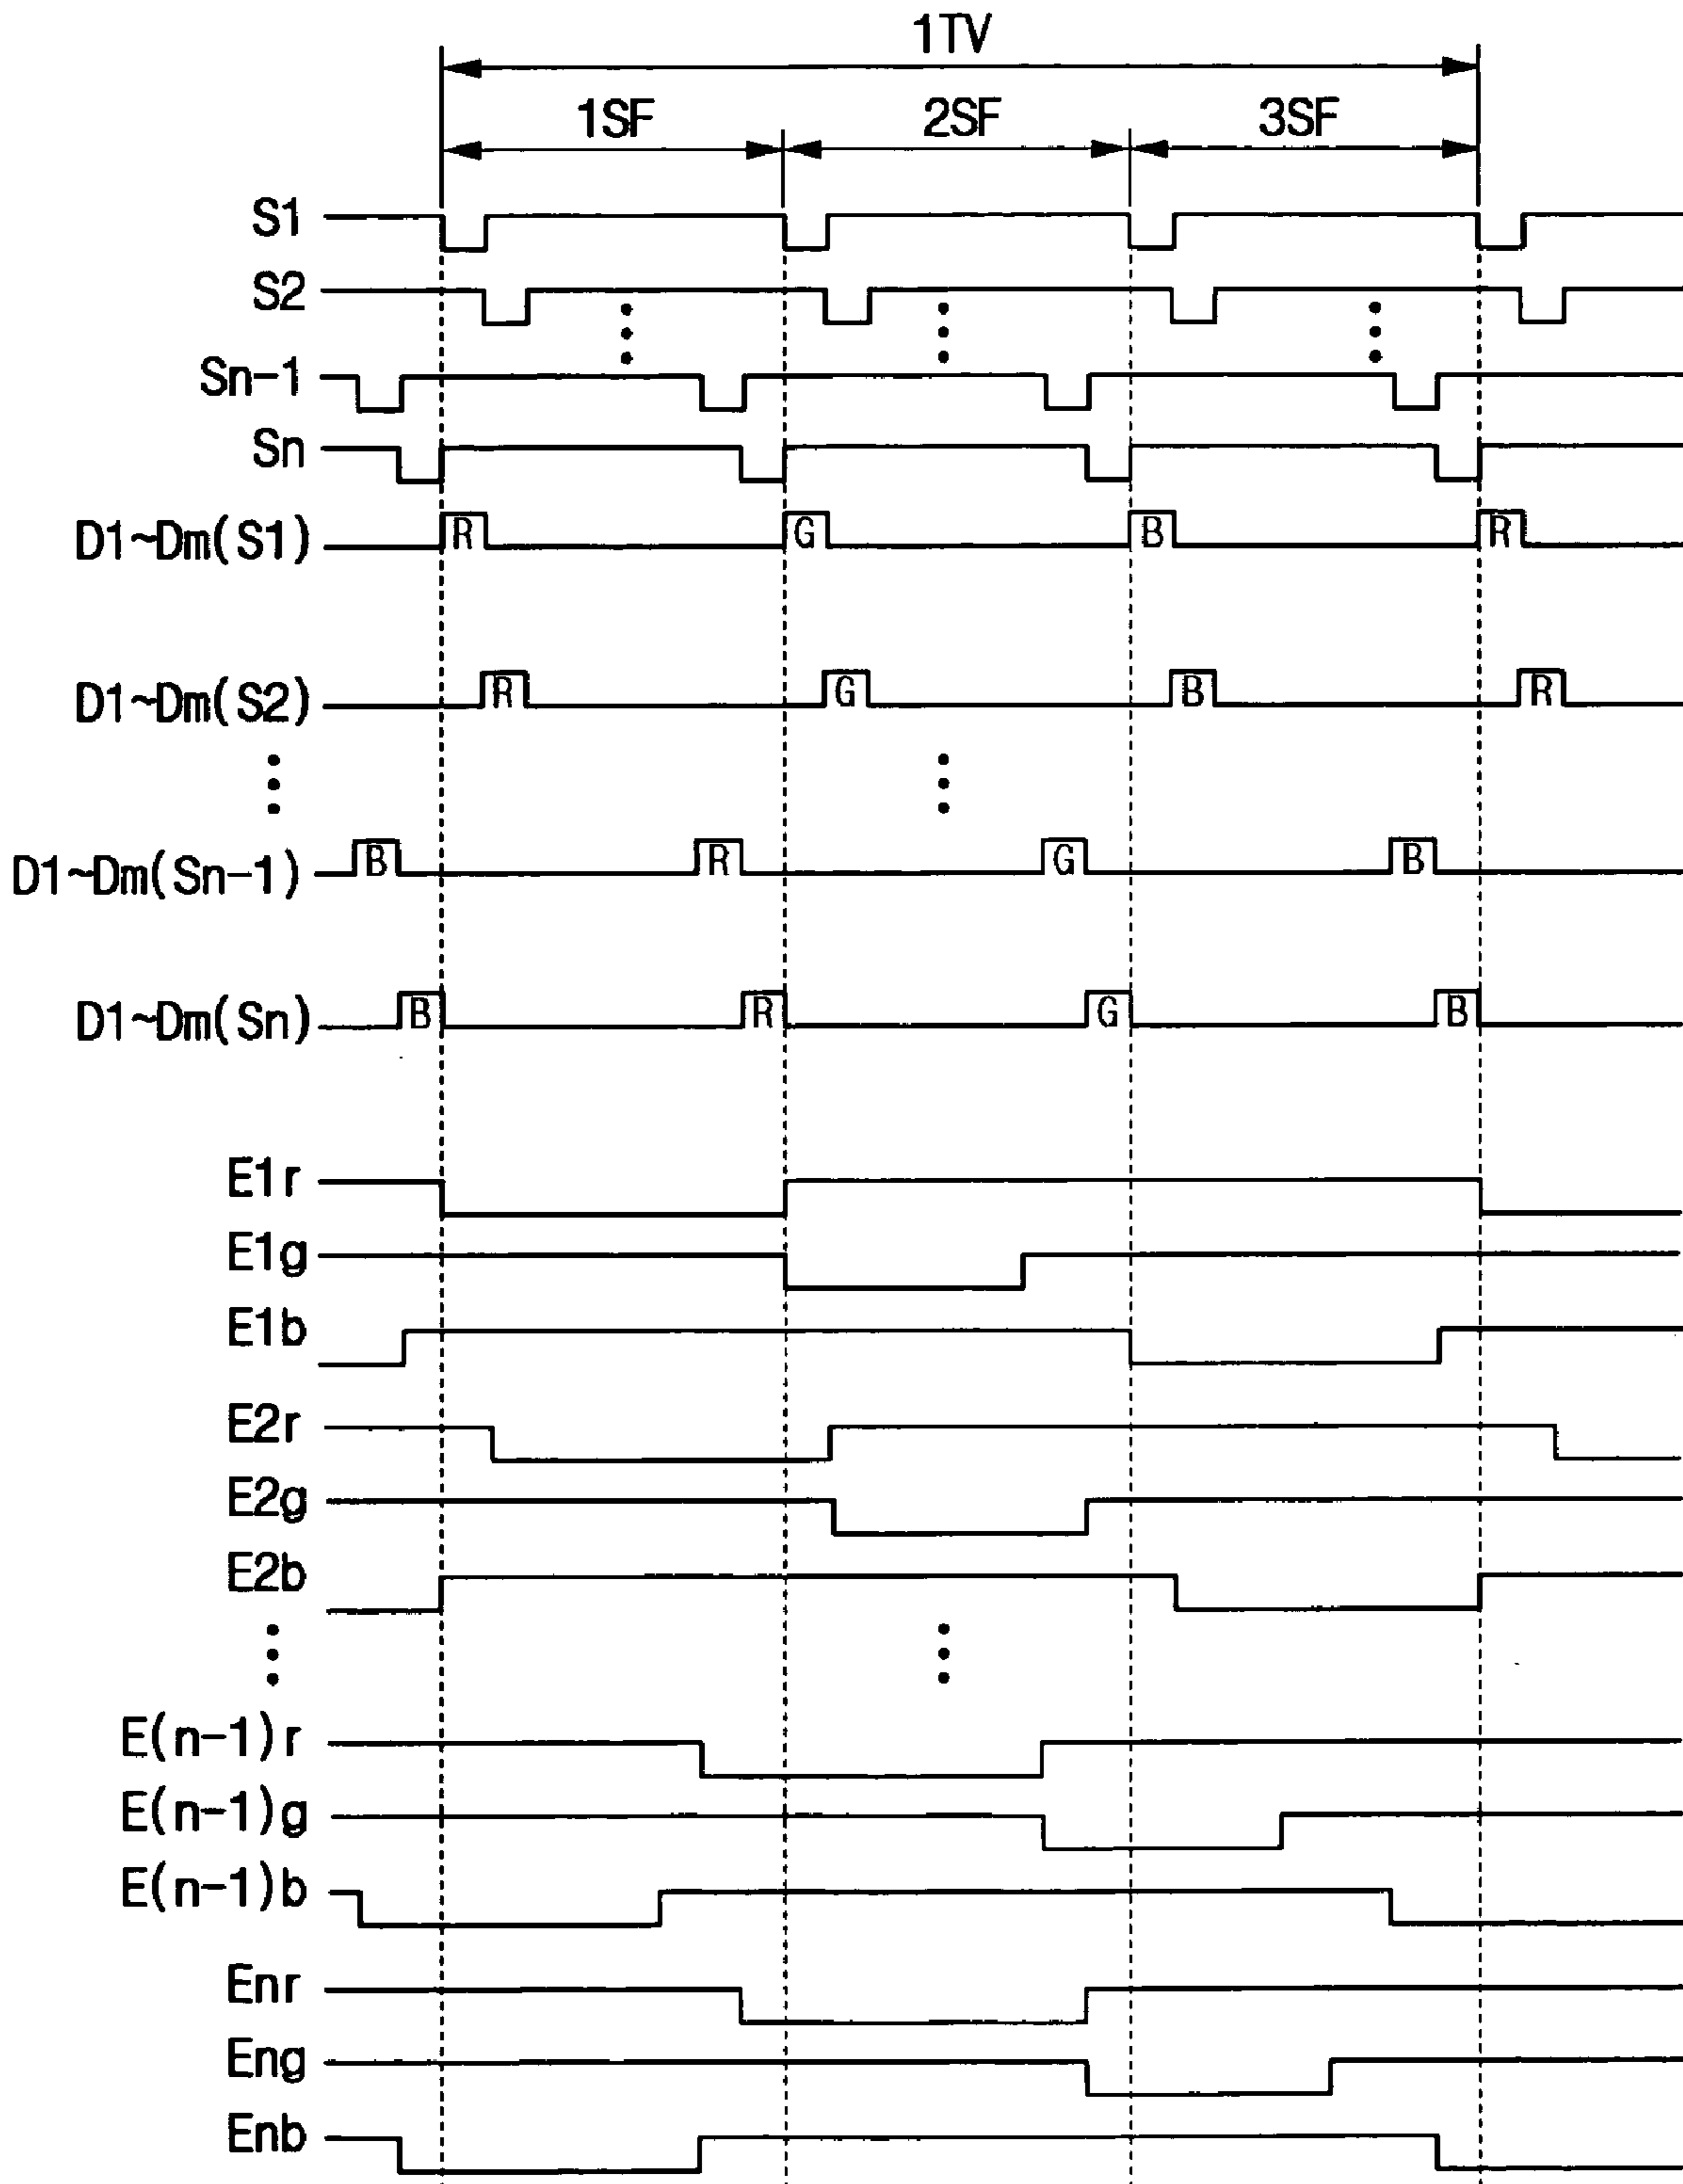 1TV
1SF 2SF 3SF
S1
S2
Sn-1
Sn
D1~Dm(S1) R G B R
D1~Dm(S2) R G B R
D1~Dm(Sn-1) B R G B
D1~Dm(Sn) B R G B
E1r
E1g
E1b
E2r
E2g
E2b
E(n-1)r
E(n-1)g
E(n-1)b
Enr
Eng
Enb